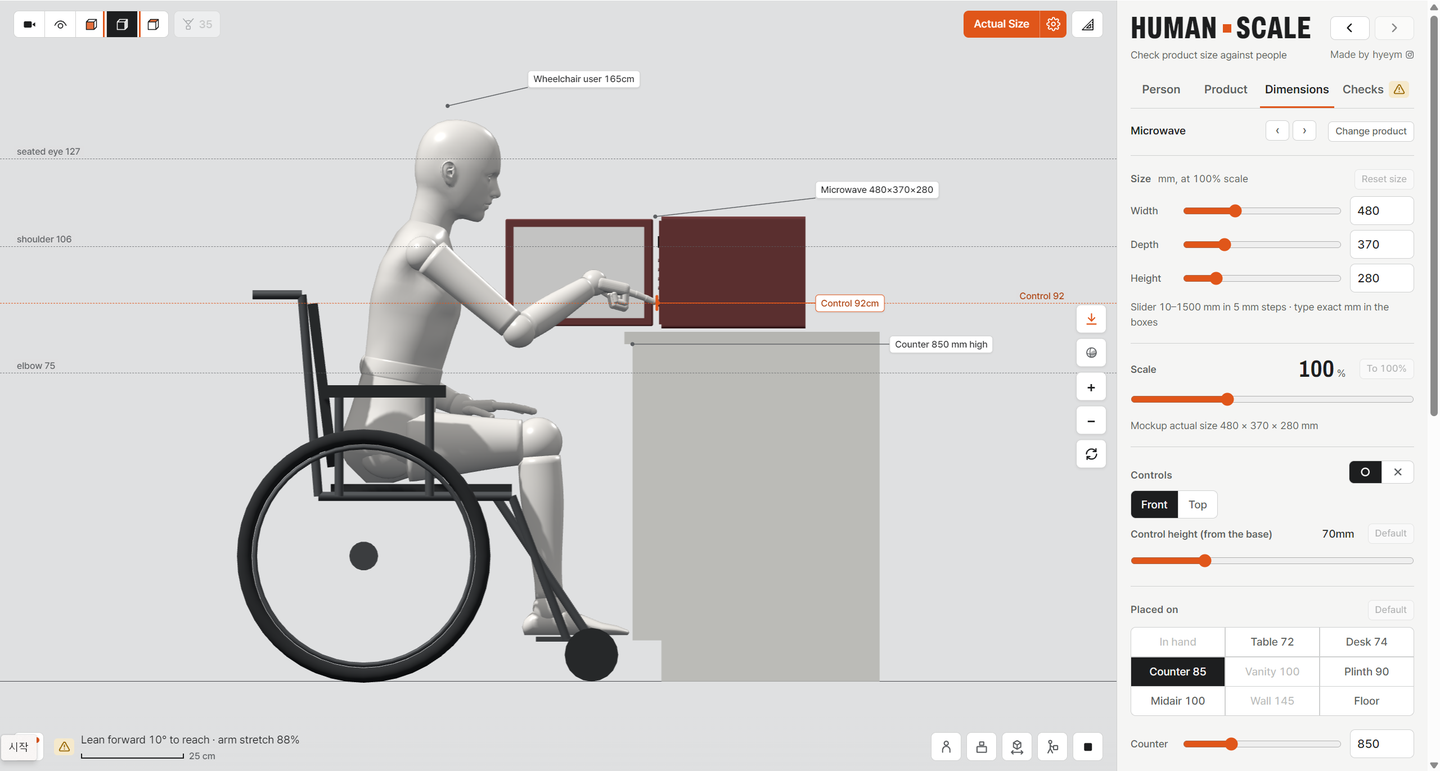 35
Actual Size
Wheelchair user 165cm
seated eye 127
Microwave 480×370×280
shoulder 106
Control 92
Control 92cm
Counter 850 mm high
elbow 75
시작
Lean forward 10° to reach · arm stretch 88%
25 cm
HUMAN SCALE
Check product size against people
Made by hyeym
Person Product Dimensions Checks
Microwave
Change product
Size mm, at 100% scale
Reset size
Width 480
Depth 370
Height 280
Slider 10–1500 mm in 5 mm steps · type exact mm in the
boxes
Scale 100 % To 100%
Mockup actual size 480 × 370 × 280 mm
Controls
Front Top
Control height (from the base) 70mm Default
Placed on Default
In hand Table 72 Desk 74
Counter 85 Vanity 100 Plinth 90
Midair 100 Wall 145 Floor
Counter 850